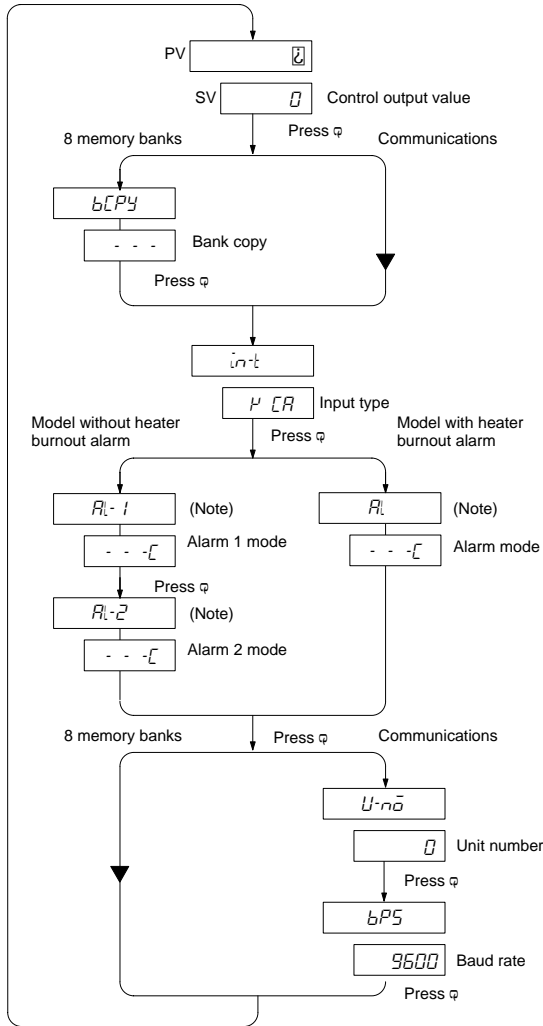 PV ¿
SV 0 Control output value
Press
8 memory banks Communications
bCPY
- - - Bank copy
Press
in-t
K CA Input type
Press
Model without heater
burnout alarm
Model with heater
burnout alarm
AL-1 (Note)
- - -C Alarm 1 mode
Press
AL-2 (Note)
- - -C Alarm 2 mode
AL (Note)
- - -C Alarm mode
Press
8 memory banks Communications
U-no
0 Unit number
Press
bPS
9600 Baud rate
Press